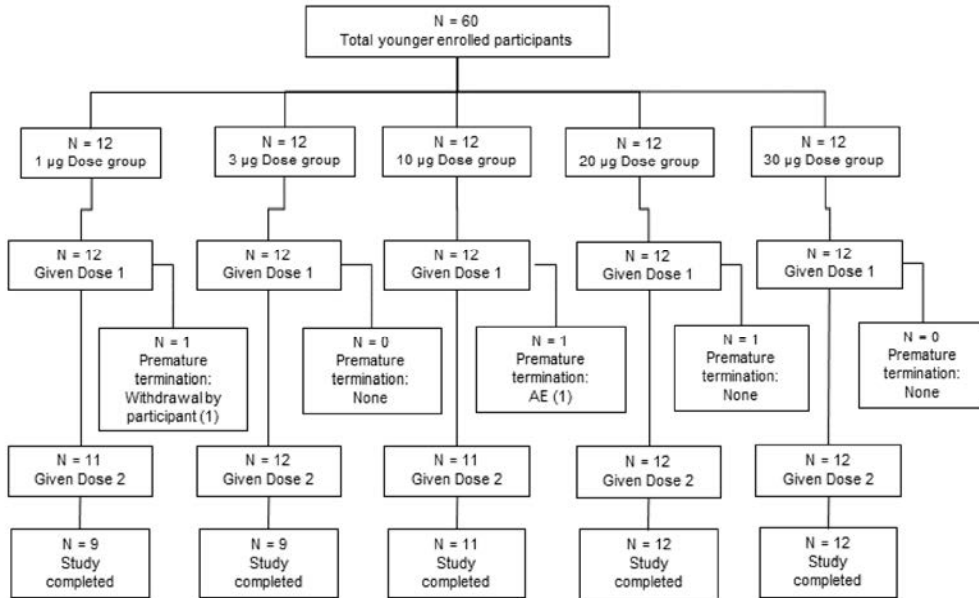 N = 60
Total younger enrolled participants
N = 12
1 µg Dose group
N = 12
3 µg Dose group
N = 12
10 µg Dose group
N = 12
20 µg Dose group
N = 12
30 µg Dose group
N = 12
Given Dose 1
N = 12
Given Dose 1
N = 12
Given Dose 1
N = 12
Given Dose 1
N = 12
Given Dose 1
N = 1
Premature
termination:
Withdrawal by
participant (1)
N = 0
Premature
termination:
None
N = 1
Premature
termination:
AE (1)
N = 1
Premature
termination:
None
N = 0
Premature
termination:
None
N = 11
Given Dose 2
N = 12
Given Dose 2
N = 11
Given Dose 2
N = 12
Given Dose 2
N = 12
Given Dose 2
N = 9
Study
completed
N = 9
Study
completed
N = 11
Study
completed
N = 12
Study
completed
N = 12
Study
completed